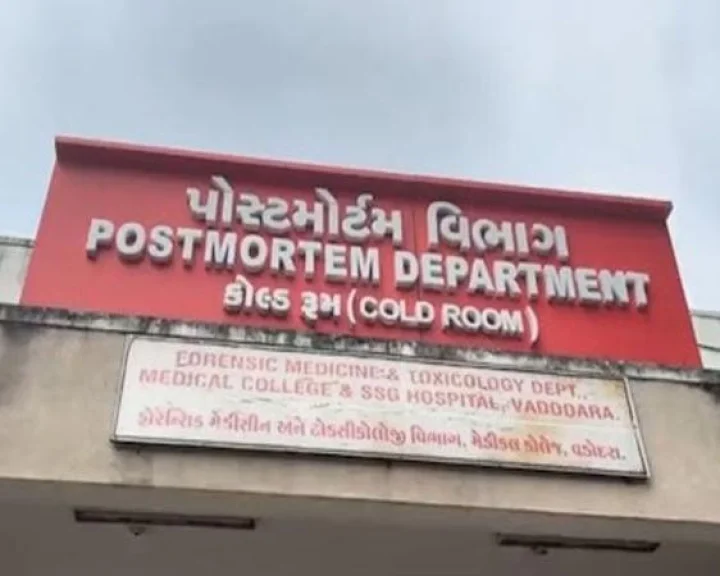 પોસ્ટમોર્ટમ વિભાગ
POSTMORTEM DEPARTMENT
કોલ્ડ રૂમ (COLD ROOM)
FORENSIC MEDICINE & TOXICOLOGY DEPT.,
MEDICAL COLLEGE & SSG HOSPITAL, VADODARA.
ફોરેન્સિક મેડીસીન અને ટોક્સીકોલોજી વિભાગ, મેડીકલ કોલેજ, વડોદરા.